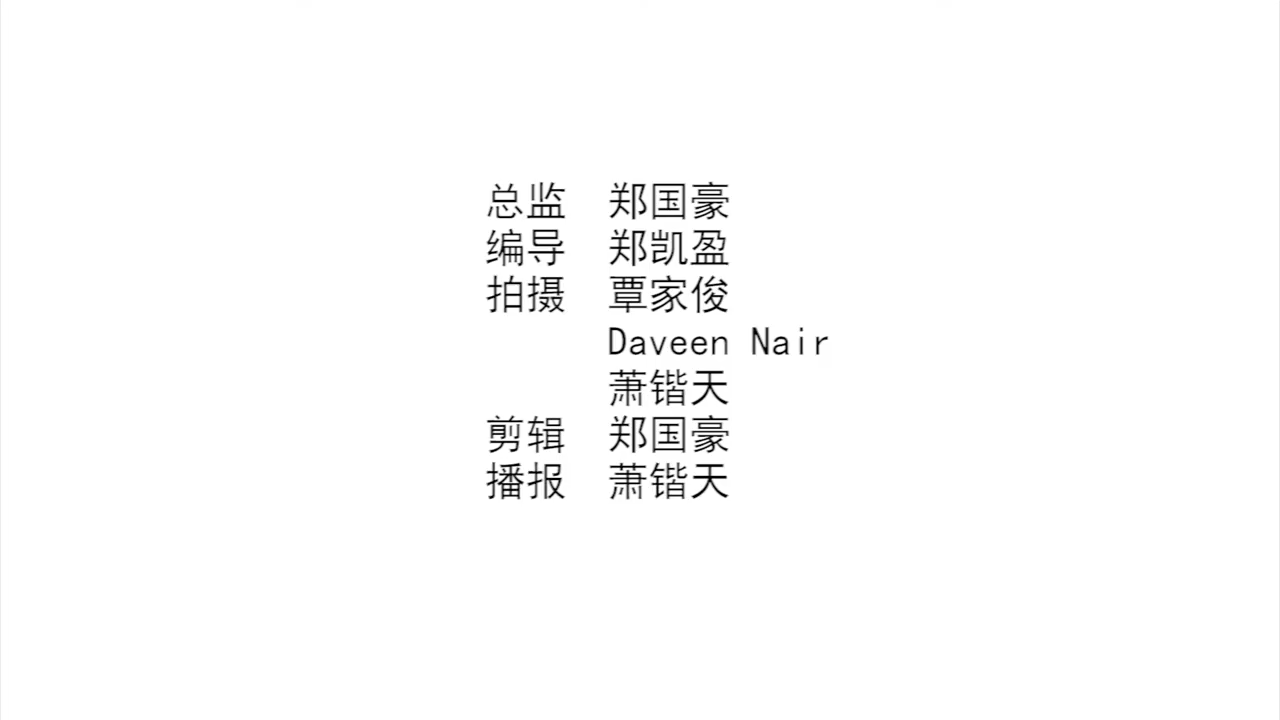 总监 郑国豪
编导 郑凯盈
拍摄 覃家俊
Daveen Nair
萧锴天
剪辑 郑国豪
播报 萧锴天